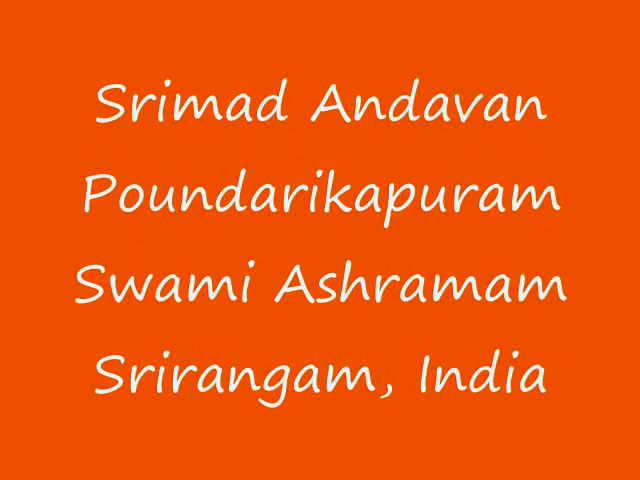 Srimad Andavan
Poundarikapuram
Swami Ashramam
Srirangam, India